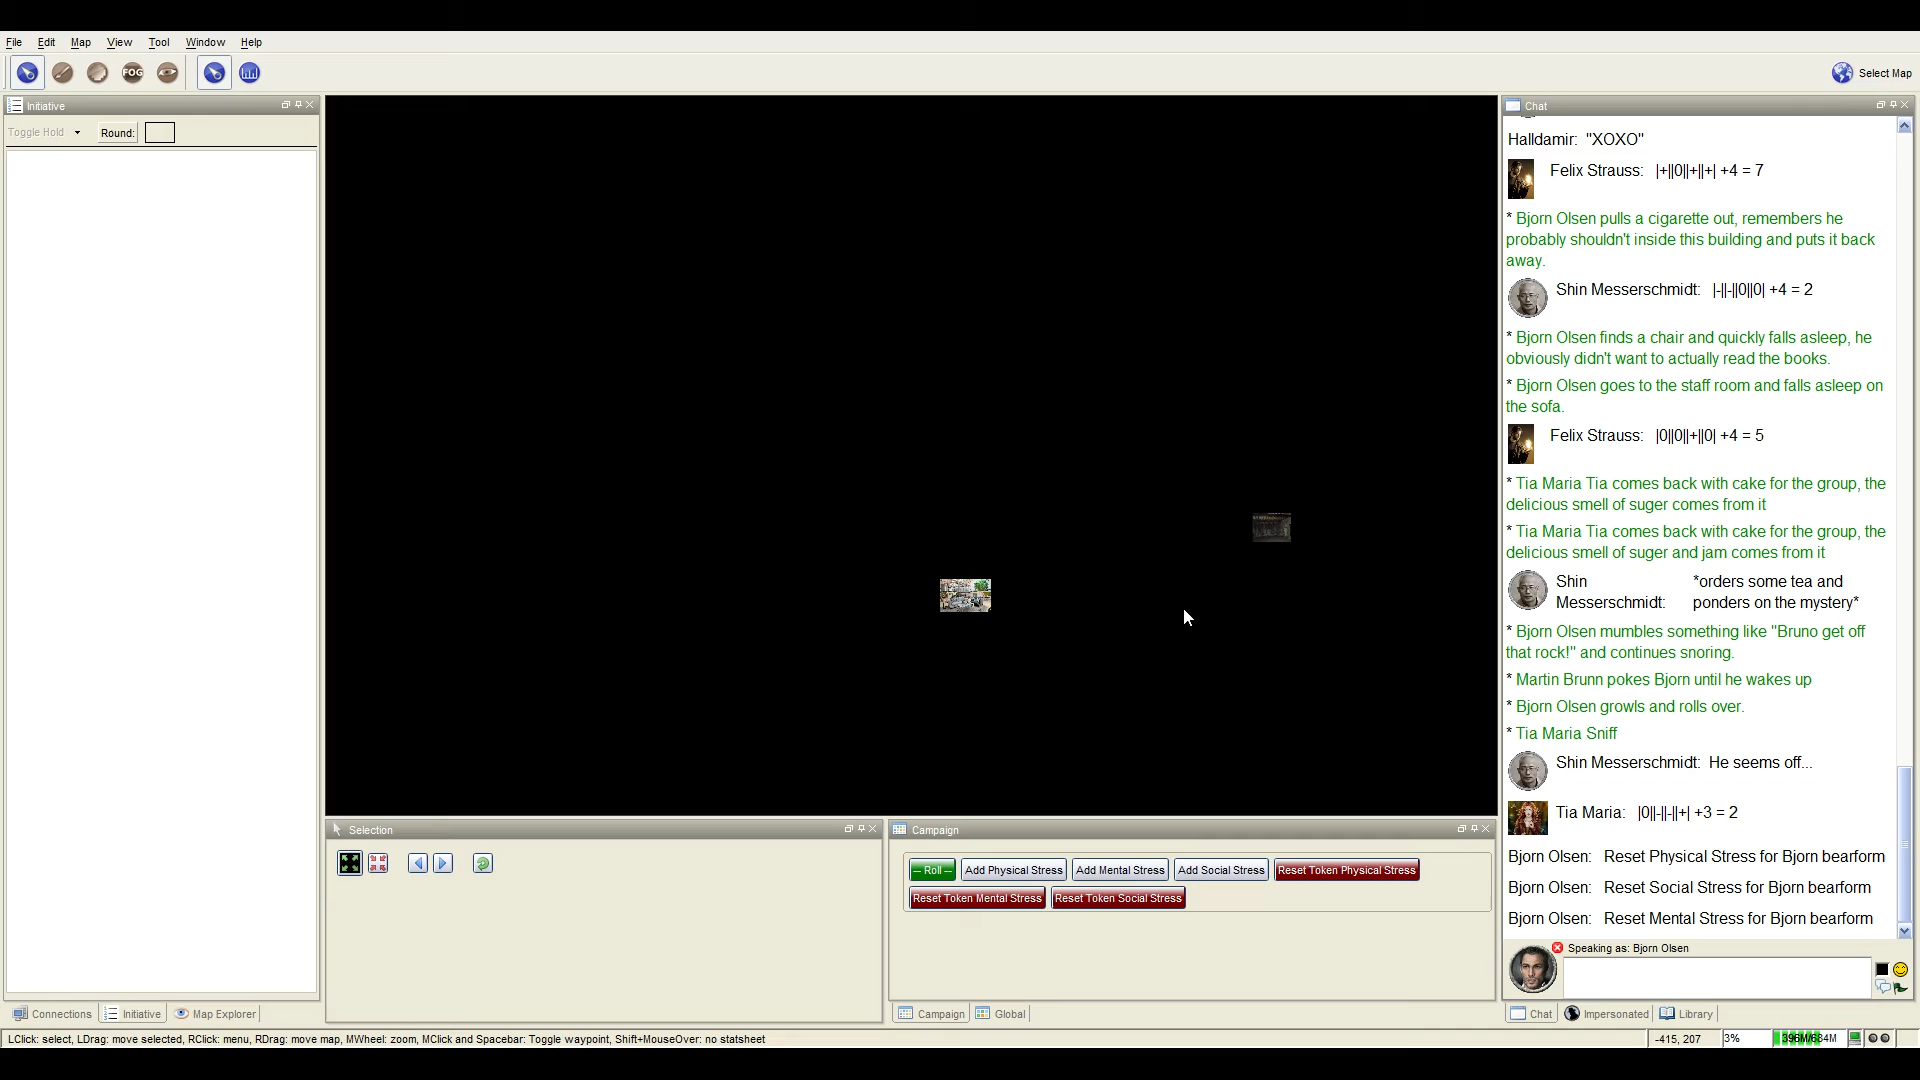 File Edit Map View Tool Window Help
FOG
Select Map
Initiative
Toggle Hold Round:
Chat
Halldamir: "XOXO"
Felix Strauss: |+||0||+||+| +4 = 7
* Bjorn Olsen pulls a cigarette out, remembers he
probably shouldn't inside this building and puts it back
away.
Shin Messerschmidt: |-||-||0||0| +4 = 2
* Bjorn Olsen finds a chair and quickly falls asleep, he
obviously didn't want to actually read the books.
* Bjorn Olsen goes to the staff room and falls asleep on
the sofa.
Felix Strauss: |0||0||+||0| +4 = 5
* Tia Maria Tia comes back with cake for the group, the
delicious smell of suger comes from it
* Tia Maria Tia comes back with cake for the group, the
delicious smell of suger and jam comes from it
Shin *orders some tea and
Messerschmidt: ponders on the mystery*
* Bjorn Olsen mumbles something like "Bruno get off
that rock!" and continues snoring.
* Martin Brunn pokes Bjorn until he wakes up
* Bjorn Olsen growls and rolls over.
* Tia Maria Sniff
Shin Messerschmidt: He seems off...
Tia Maria: |0||-||-||+| +3 = 2
Bjorn Olsen: Reset Physical Stress for Bjorn bearform
Bjorn Olsen: Reset Social Stress for Bjorn bearform
Bjorn Olsen: Reset Mental Stress for Bjorn bearform
Speaking as: Bjorn Olsen
Selection
Campaign
-- Roll -- Add Physical Stress Add Mental Stress Add Social Stress Reset Token Physical Stress
Reset Token Mental Stress Reset Token Social Stress
Connections Initiative Map Explorer
Campaign Global
Chat Impersonated Library
LClick: select, LDrag: move selected, RClick: menu, RDrag: move map, MWheel: zoom, MClick and Spacebar: Toggle waypoint, Shift+MouseOver: no statsheet
-415, 207 3% 396M/684M